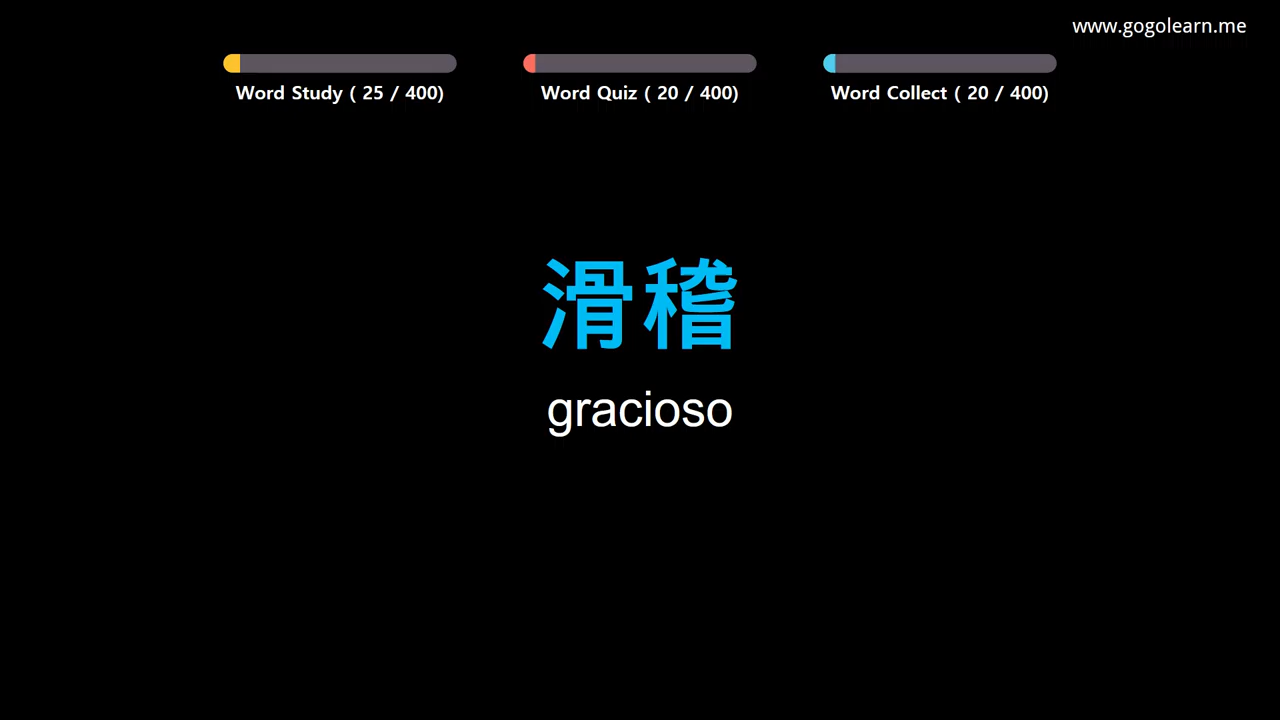 www.gogolearn.me
Word Study ( 25 / 400)
Word Quiz ( 20 / 400)
Word Collect ( 20 / 400)
滑稽
gracioso